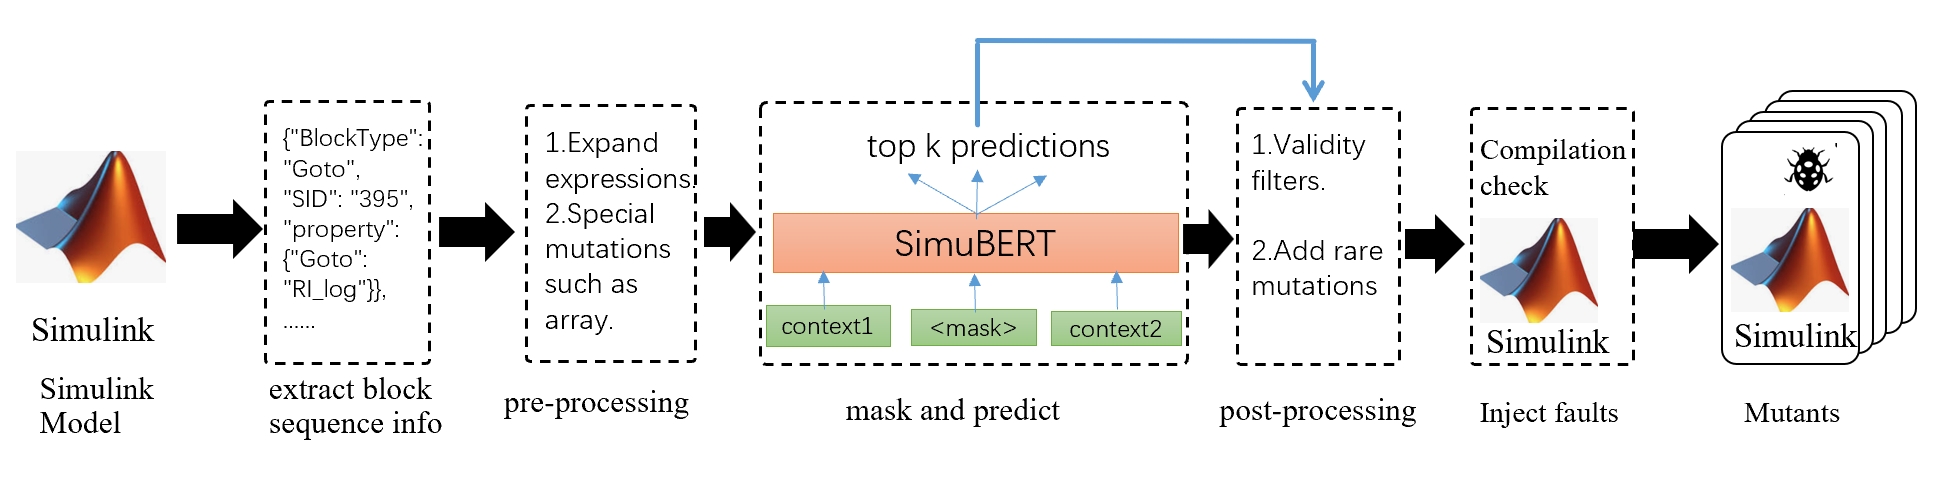 Simulink
Simulink
Model
{"BlockType":
"Goto",
"SID": "395",
"property":
{"Goto":
"RI_log"}},
......
extract block
sequence info
1.Expand
expressions.
2.Special
mutations
such as
array.
pre-processing
top k predictions
SimuBERT
context1
<mask>
context2
mask and predict
1.Validity
filters.
2.Add rare
mutations
post-processing
Compilation
check
Simulink
Inject faults
Simulink
Mutants